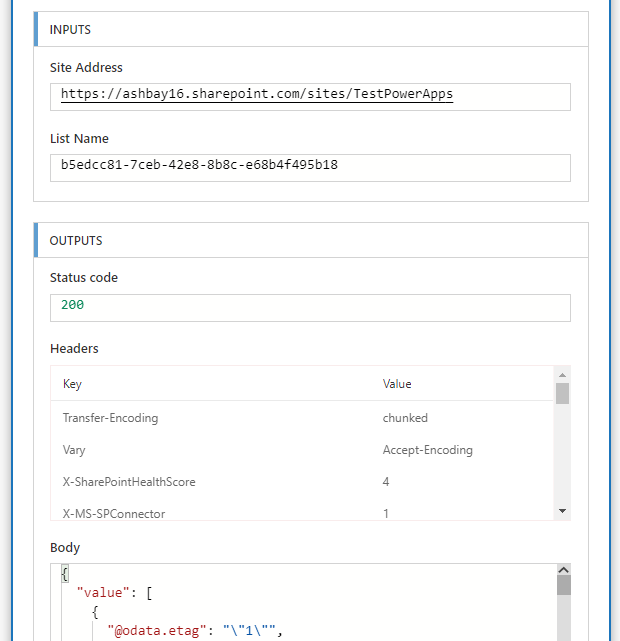 INPUTS
Site Address
https://ashbay16.sharepoint.com/sites/TestPowerApps
List Name
b5edcc81-7ceb-42e8-8b8c-e68b4f495b18
OUTPUTS
Status code
200
Headers
Key Value
Transfer-Encoding chunked
Vary Accept-Encoding
X-SharePointHealthScore 4
X-MS-SPConnector 1
Body
{
"value": [
{
"@odata.etag": "\"1\"",